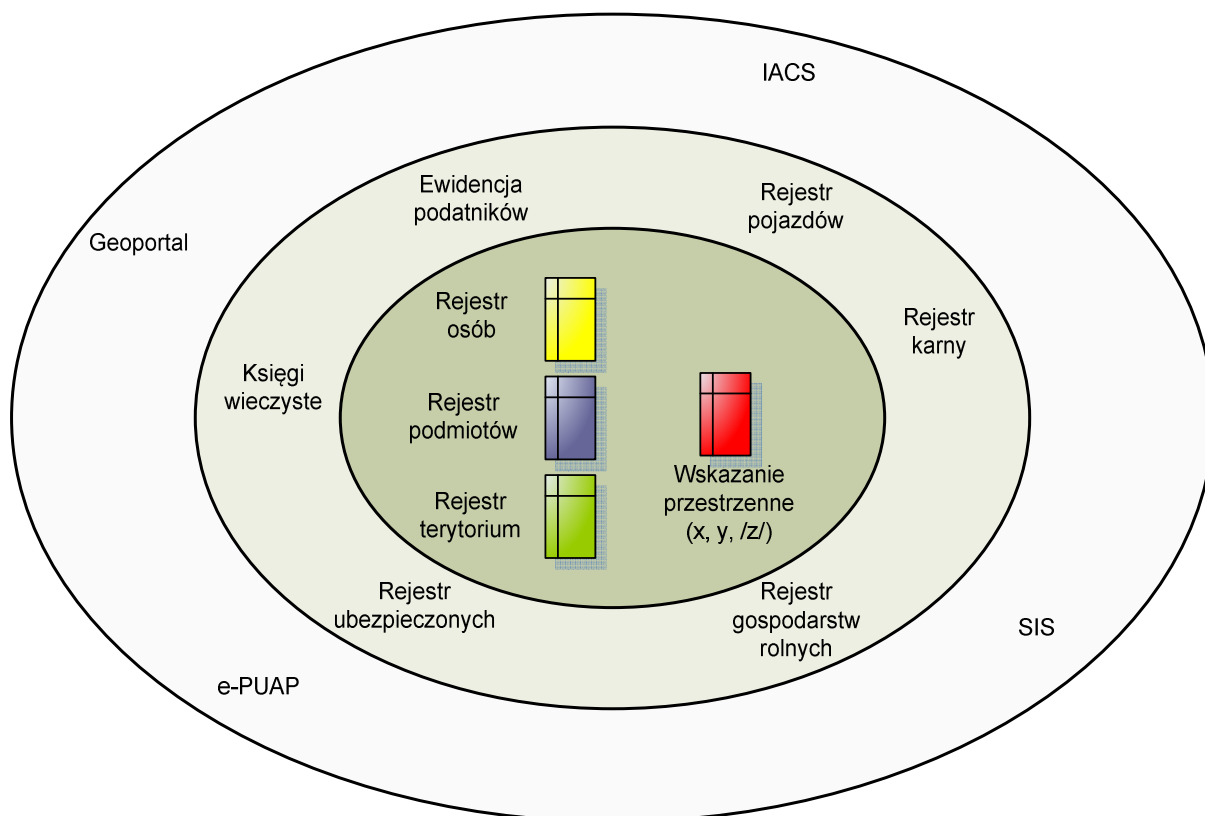 IACS
Ewidencja
podatników
Rejestr
pojazdów
Geoportal
Rejestr
osób
Rejestr
karny
Księgi
wieczyste
Rejestr
podmiotów
Wskazanie
przestrzenne
(x, y, /z/)
Rejestr
terytorium
Rejestr
ubezpieczonych
Rejestr
gospodarstw
rolnych
SIS
e-PUAP